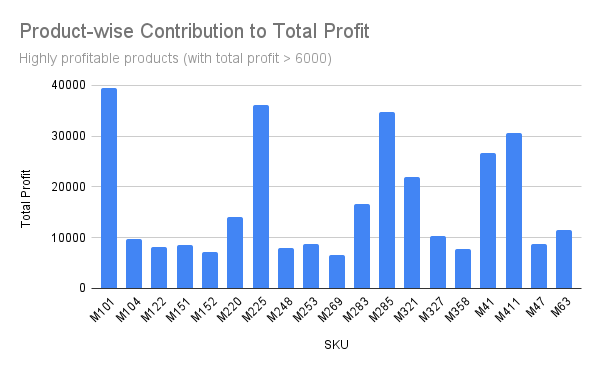 Product-wise Contribution to Total Profit
Highly profitable products (with total profit > 6000)
40000
30000
20000
10000
0
Total Profit
M101
M104
M122
M151
M152
M220
M225
M248
M253
M269
M283
M285
M321
M327
M358
M41
M411
M47
M63
SKU